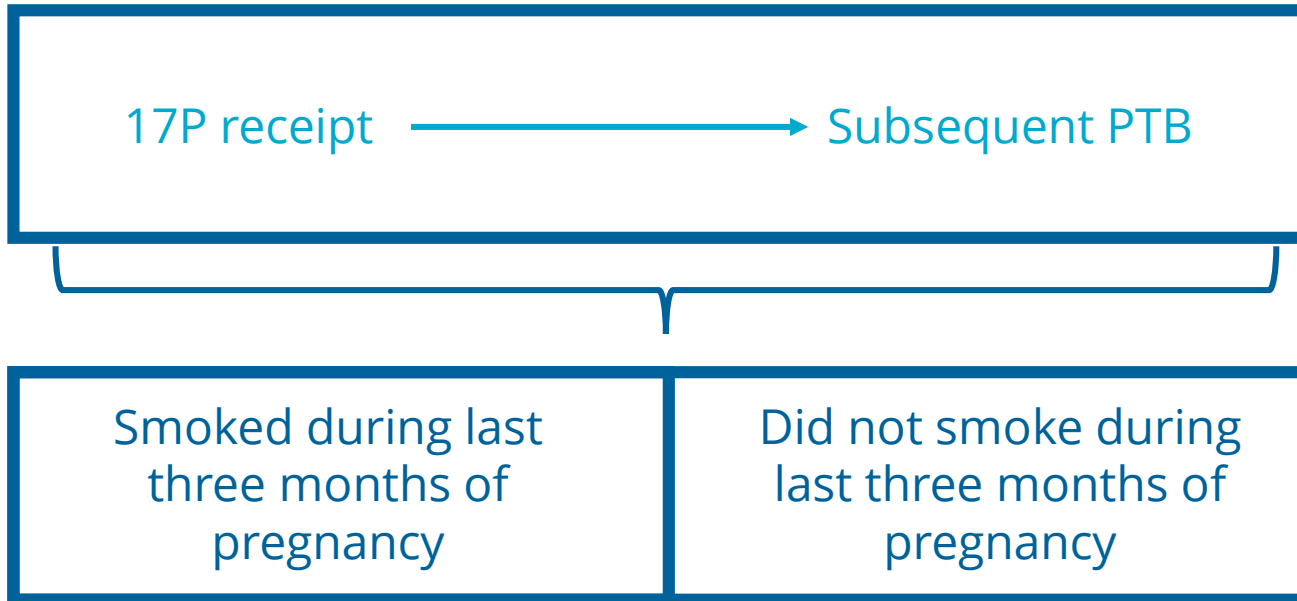 17P receipt
Subsequent PTB
Smoked during last
three months of
pregnancy
Did not smoke during
last three months of
pregnancy